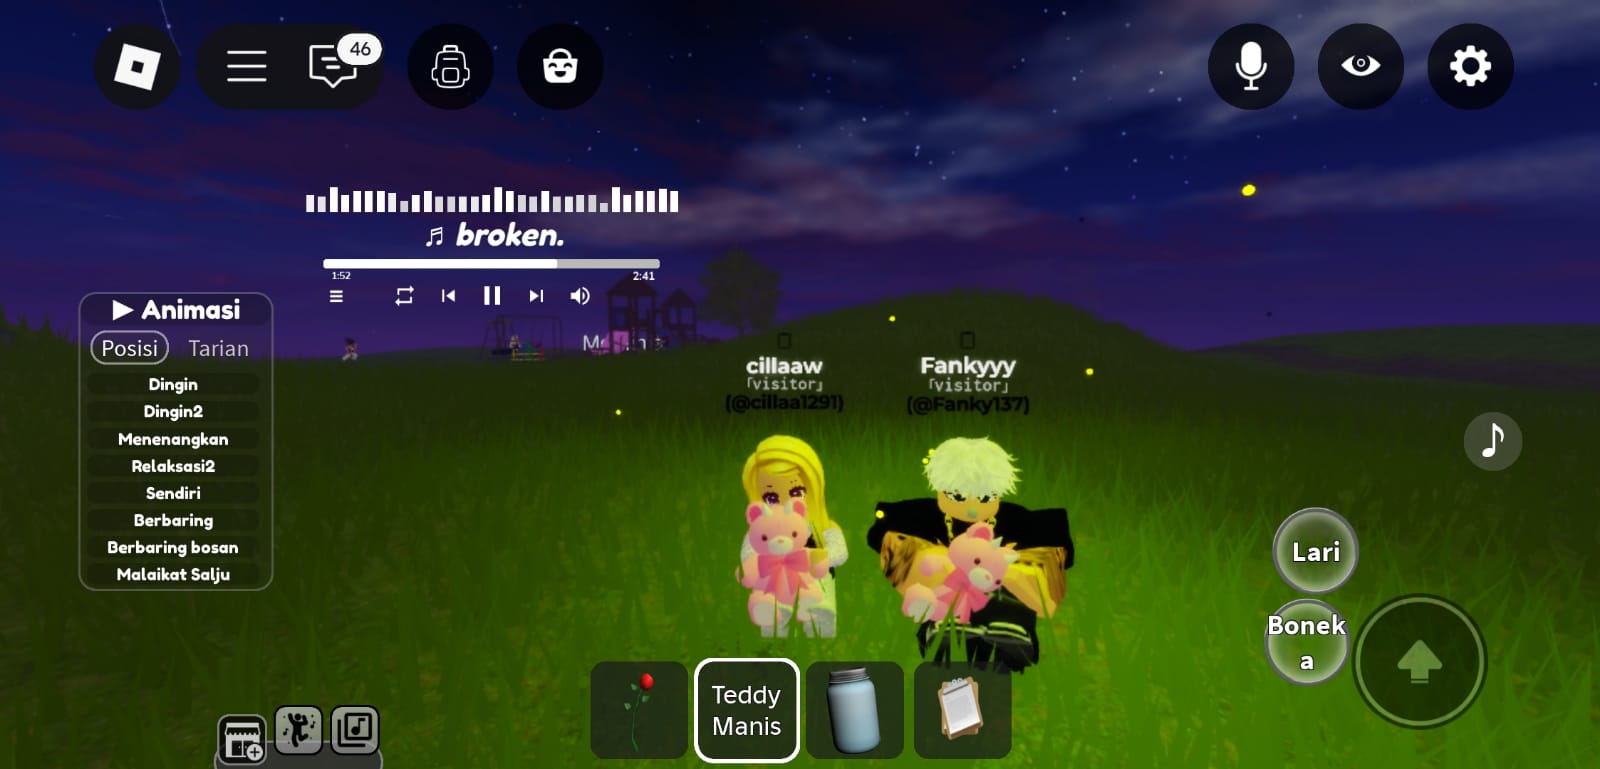 46
♬ broken.
1:52
2:41
▶ Animasi
Posisi Tarian
Dingin
Dingin2
Menenangkan
Relaksasi2
Sendiri
Berbaring
Berbaring bosan
Malaikat Salju
cillaaw
「visitor」
(@cillaa1291)
Fankyyy
「visitor」
(@Fanky137)
Lari
Bonek
a
Teddy
Manis